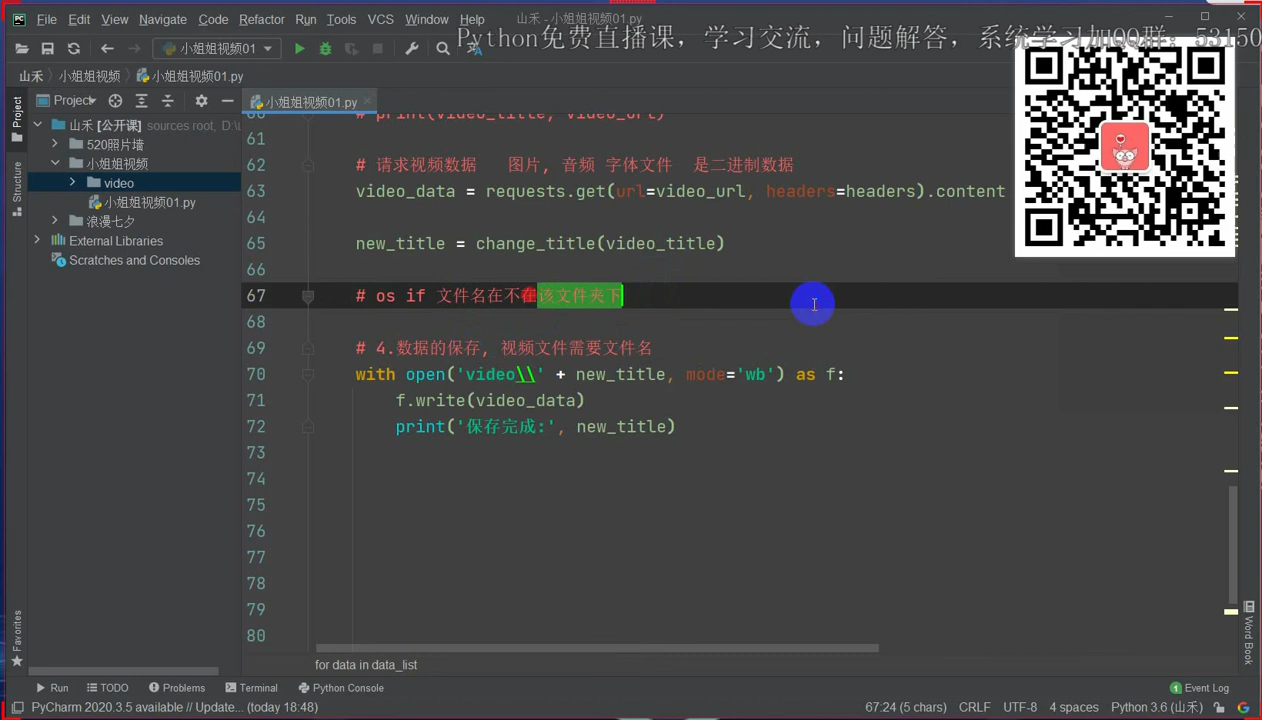 PC File Edit View Navigate Code Refactor Run Tools VCS Window Help 山禾 - 小姐姐视频01.py
Python免费直播课，学习交流，问题解答，系统学习加QQ群：53150
小姐姐视频01
山禾 〉 小姐姐视频 〉 小姐姐视频01.py
Project
小姐姐视频01.py
山禾 [公开课] sources root, D:\
520照片墙
小姐姐视频
video
小姐姐视频01.py
浪漫七夕
External Libraries
Scratches and Consoles
Project
Structure
Favorites
60 # print(video_title, video_url)
61
62 # 请求视频数据 图片, 音频 字体文件 是二进制数据
63 video_data = requests.get(url=video_url, headers=headers).content
64
65 new_title = change_title(video_title)
66
67 # os if 文件名在不在该文件夹下
68
69 # 4.数据的保存, 视频文件需要文件名
70 with open('video\\' + new_title, mode='wb') as f:
71 f.write(video_data)
72 print('保存完成:', new_title)
73
74
75
76
77
78
79
80
Word Book
for data in data_list
Run TODO Problems Terminal Python Console 1 Event Log
PyCharm 2020.3.5 available // Update... (today 18:48) 67:24 (5 chars) CRLF UTF-8 4 spaces Python 3.6 (山禾)